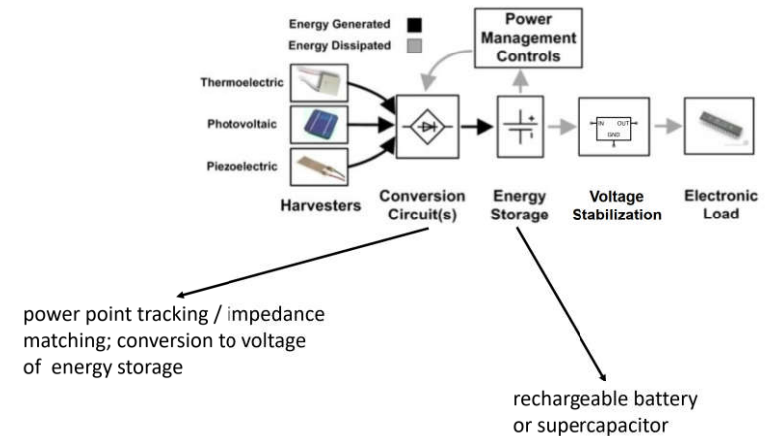 Energy Generated
Energy Dissipated
Power
Management
Controls
Thermoelectric
Photovoltaic
Piezoelectric
+
IN OUT
GND
Harvesters
Conversion
Circuit(s)
Energy
Storage
Voltage
Stabilization
Electronic
Load
power point tracking / impedance
matching; conversion to voltage
of energy storage
rechargeable battery
or supercapacitor